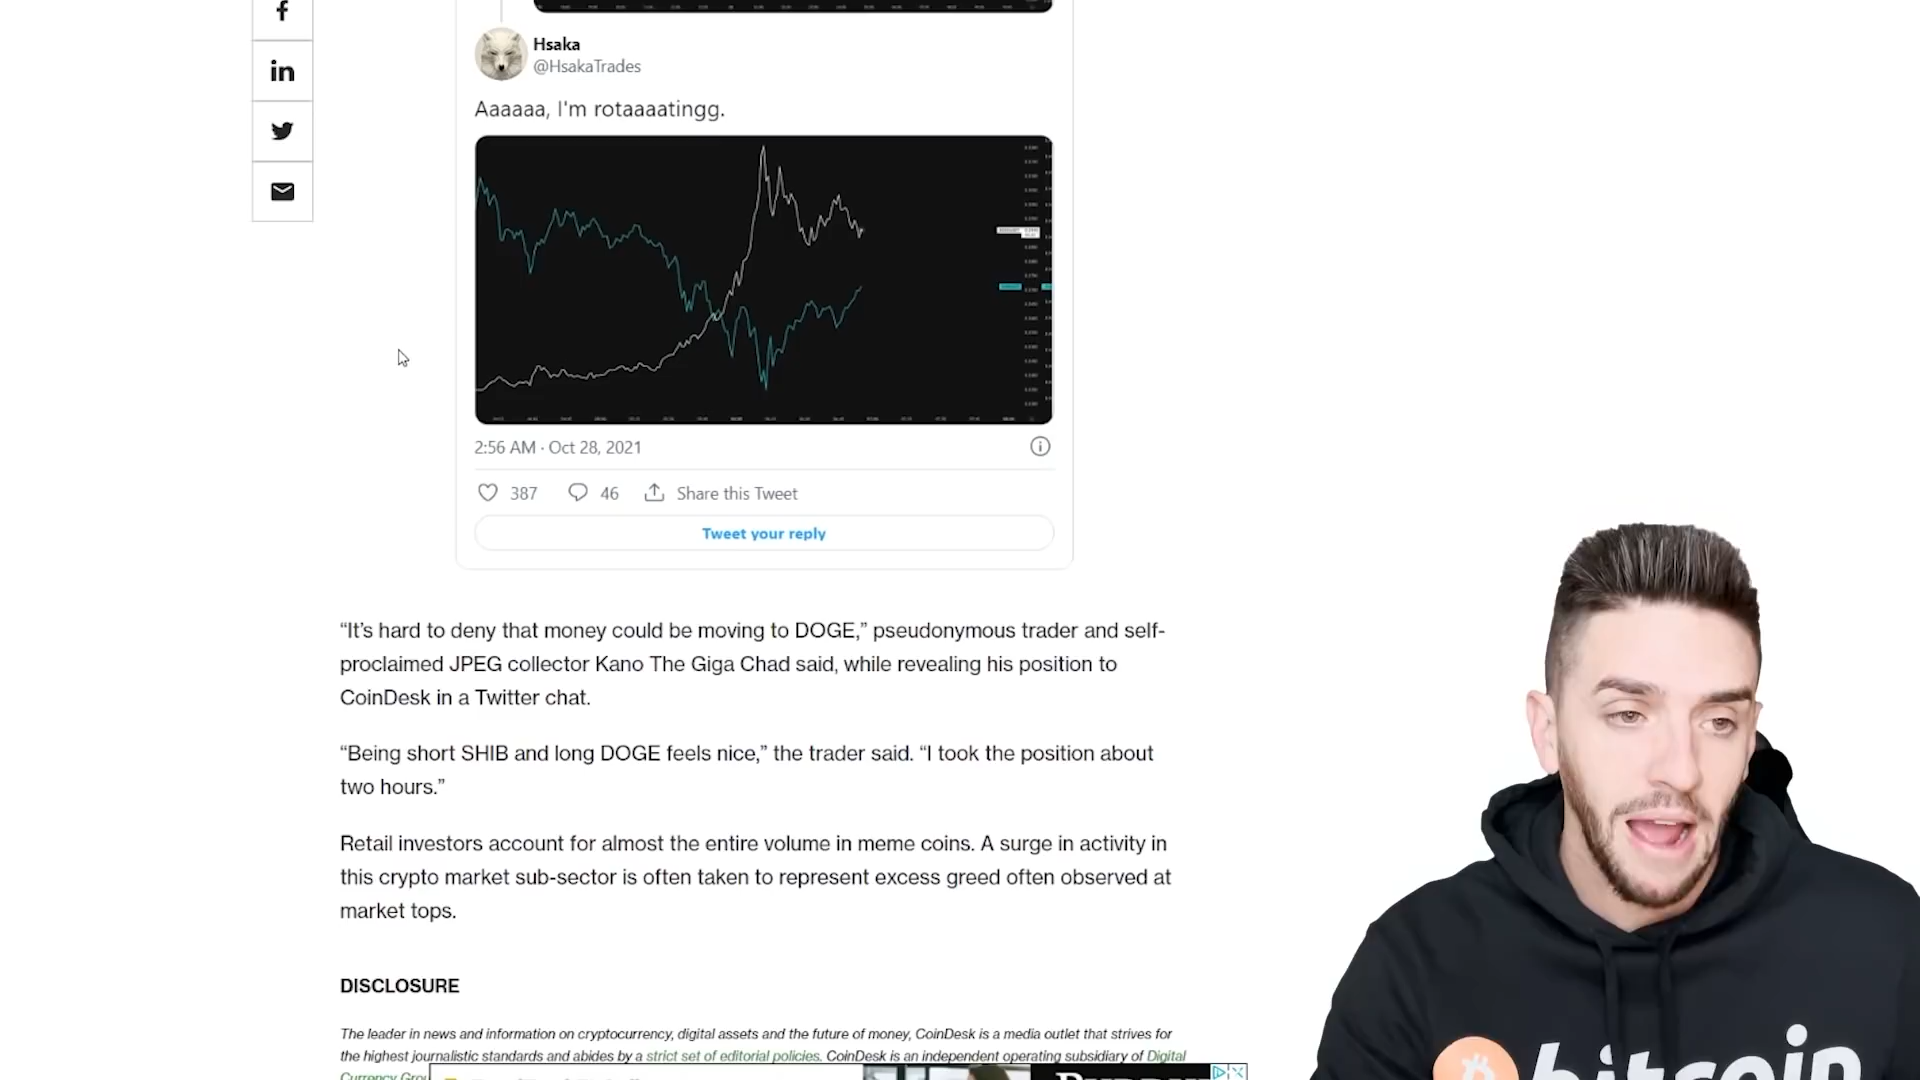 Hsaka
@HsakaTrades
Aaaaaa, I'm rotaaaatingg.
2:56 AM · Oct 28, 2021
387 46 Share this Tweet
Tweet your reply
“It’s hard to deny that money could be moving to DOGE,” pseudonymous trader and self-
proclaimed JPEG collector Kano The Giga Chad said, while revealing his position to
CoinDesk in a Twitter chat.
“Being short SHIB and long DOGE feels nice,” the trader said. “I took the position about
two hours.”
Retail investors account for almost the entire volume in meme coins. A surge in activity in
this crypto market sub-sector is often taken to represent excess greed often observed at
market tops.
DISCLOSURE
The leader in news and information on cryptocurrency, digital assets and the future of money, CoinDesk is a media outlet that strives for
the highest journalistic standards and abides by a strict set of editorial policies. CoinDesk is an independent operating subsidiary of Digital
Currency
bitcoin